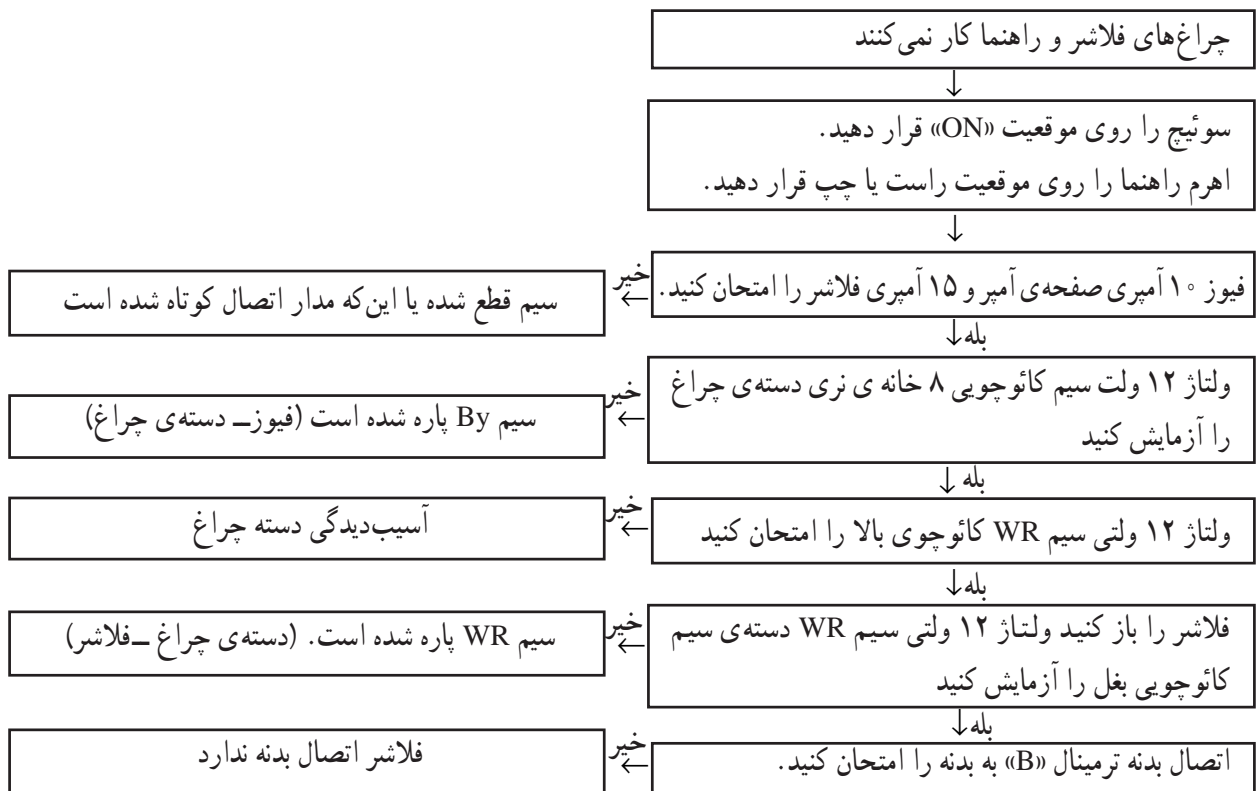 چراغ‌های فلاشر و راهنما کار نمی‌کنند
↓
سوئیچ را روی موقعیت «ON» قرار دهید.
اهرم راهنما را روی موقعیت راست یا چپ قرار دهید.
↓
فیوز ۱۰ آمپری صفحه‌ی آمپر و ۱۵ آمپری فلاشر را امتحان کنید.
خیر
←
سیم قطع شده یا این‌که مدار اتصال کوتاه شده است
بله↓
ولتاژ ۱۲ ولت سیم کائوچویی ۸ خانه ی نری دسته‌ی چراغ
را آزمایش کنید
خیر
←
سیم By پاره شده است (فیوز ــ دسته‌ی چراغ)
بله ↓
ولتاژ ۱۲ ولتی سیم WR کائوچوی بالا را امتحان کنید
خیر
←
آسیب‌دیدگی دسته چراغ
بله↓
فلاشر را باز کنید ولتاژ ۱۲ ولتی سیم WR دسته‌ی سیم
کائوچویی بغل را آزمایش کنید
خیر
←
سیم WR پاره شده است. (دسته‌ی چراغ ــ فلاشر)
بله↓
اتصال بدنه ترمینال «B» به بدنه را امتحان کنید.
خیر
←
فلاشر اتصال بدنه ندارد